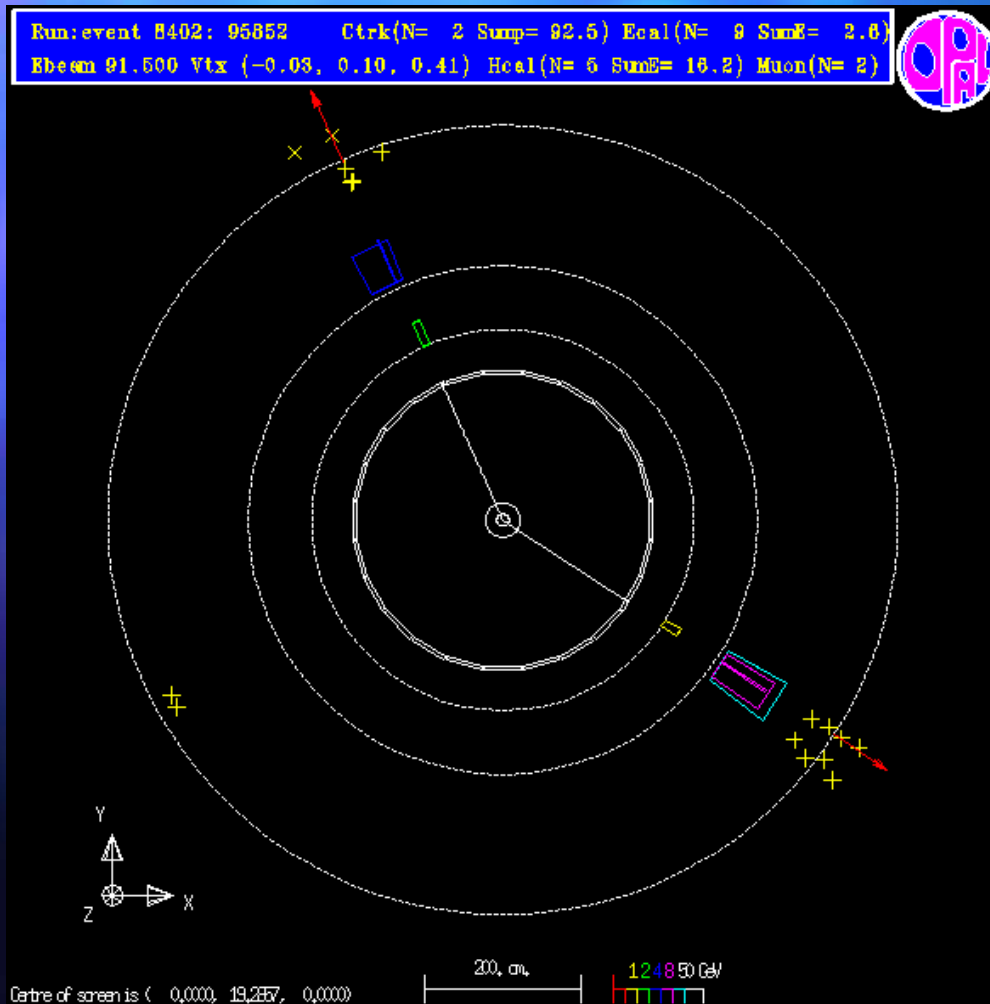 Run:event 8402: 95852 Ctrk(N= 2 Sump= 92.5) Ecal(N= 9 SumE= 2.6)
Ebeam 91.500 Vtx (-0.03, 0.10, 0.41) Hcal(N= 5 SumE= 16.2) Muon(N= 2)
OPAL
Y
X
Z
200. cm.
1 2 4 8 50 GeV
Centre of screen is ( 0.0000, 19.2857, 0.0000)